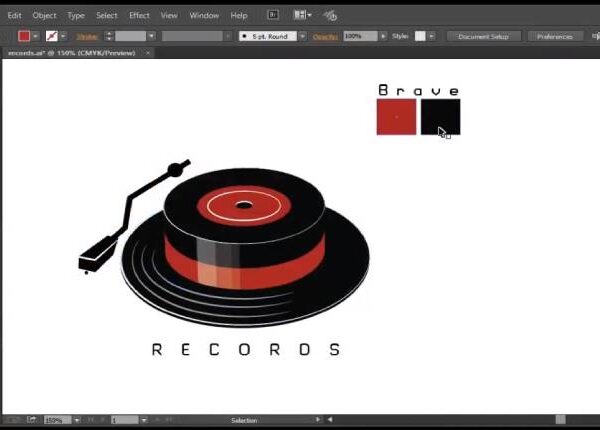 Edit Object Type Select Effect View Window Help Br
Stroke: 5 pt. Round Opacity: 100% Style: Document Setup Preferences
records.ai* @ 150% (CMYK/Preview) ×
Brave
RECORDS
150% 1 Selection